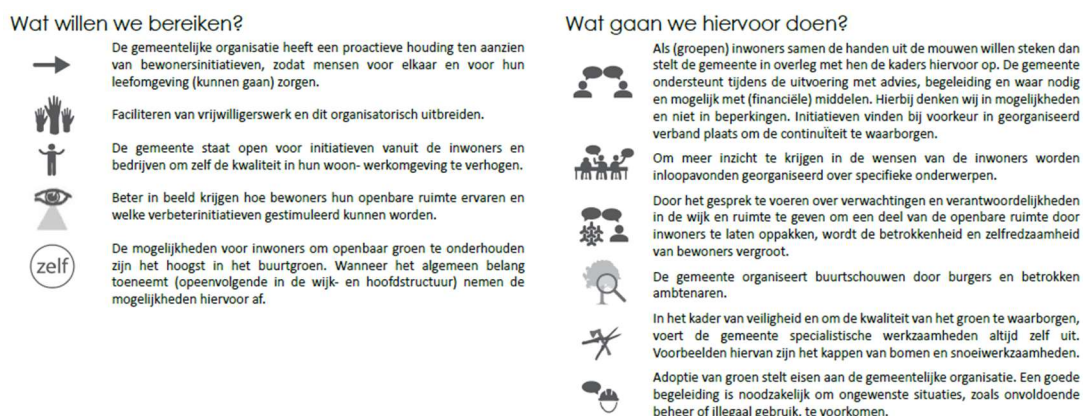 Wat willen we bereiken?
De gemeentelijke organisatie heeft een proactieve houding ten aanzien
van bewonersinitiatieven, zodat mensen voor elkaar en voor hun
leefomgeving (kunnen gaan) zorgen.
Faciliteren van vrijwilligerswerk en dit organisatorisch uitbreiden.
De gemeente staat open voor initiatieven vanuit de inwoners en
bedrijven om zelf de kwaliteit in hun woon- werkomgeving te verhogen.
Beter in beeld krijgen hoe bewoners hun openbare ruimte ervaren en
welke verbeterinitiatieven gestimuleerd kunnen worden.
zelf
De mogelijkheden voor inwoners om openbaar groen te onderhouden
zijn het hoogst in het buurtgroen. Wanneer het algemeen belang
toeneemt (opeenvolgende in de wijk- en hoofdstructuur) nemen de
mogelijkheden hiervoor af.
Wat gaan we hiervoor doen?
Als (groepen) inwoners samen de handen uit de mouwen willen steken dan
stelt de gemeente in overleg met hen de kaders hiervoor op. De gemeente
ondersteunt tijdens de uitvoering met advies, begeleiding en waar nodig
en mogelijk met (financiële) middelen. Hierbij denken wij in mogelijkheden
en niet in beperkingen. Initiatieven vinden bij voorkeur in georganiseerd
verband plaats om de continuïteit te waarborgen.
Om meer inzicht te krijgen in de wensen van de inwoners worden
inloopavonden georganiseerd over specifieke onderwerpen.
Door het gesprek te voeren over verwachtingen en verantwoordelijkheden
in de wijk en ruimte te geven om een deel van de openbare ruimte door
inwoners te laten oppakken, wordt de betrokkenheid en zelfredzaamheid
van bewoners vergroot.
De gemeente organiseert buurtschouwen door burgers en betrokken
ambtenaren.
In het kader van veiligheid en om de kwaliteit van het groen te waarborgen,
voert de gemeente specialistische werkzaamheden altijd zelf uit.
Voorbeelden hiervan zijn het kappen van bomen en snoeiwerkzaamheden.
Adoptie van groen stelt eisen aan de gemeentelijke organisatie. Een goede
begeleiding is noodzakelijk om ongewenste situaties, zoals onvoldoende
beheer of illegaal gebruik, te voorkomen.